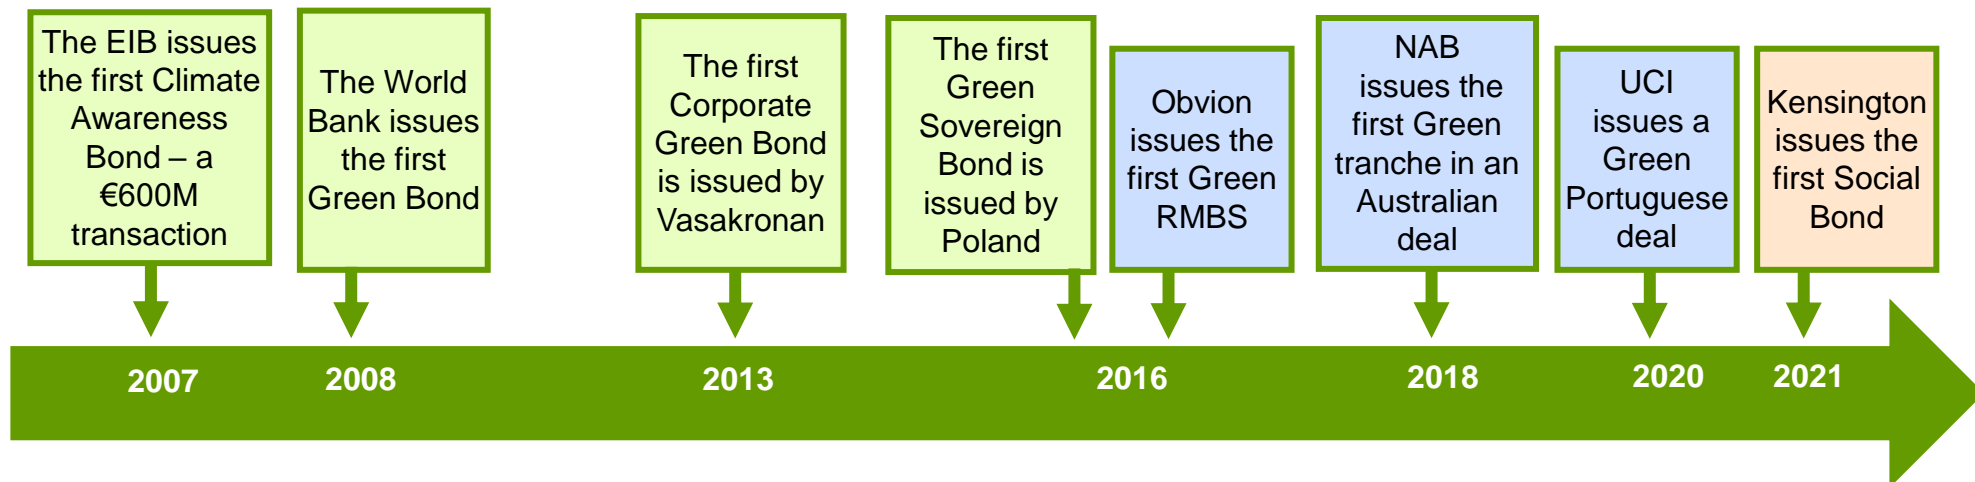 The EIB issues
the first Climate
Awareness
Bond – a
€600M
transaction
The World
Bank issues
the first
Green Bond
The first
Corporate
Green Bond
is issued by
Vasakronan
The first
Green
Sovereign
Bond is
issued by
Poland
Obvion
issues the
first Green
RMBS
NAB
issues the
first Green
tranche in an
Australian
deal
UCI
issues a
Green
Portuguese
deal
Kensington
issues the
first Social
Bond
2007
2008
2013
2016
2018
2020
2021